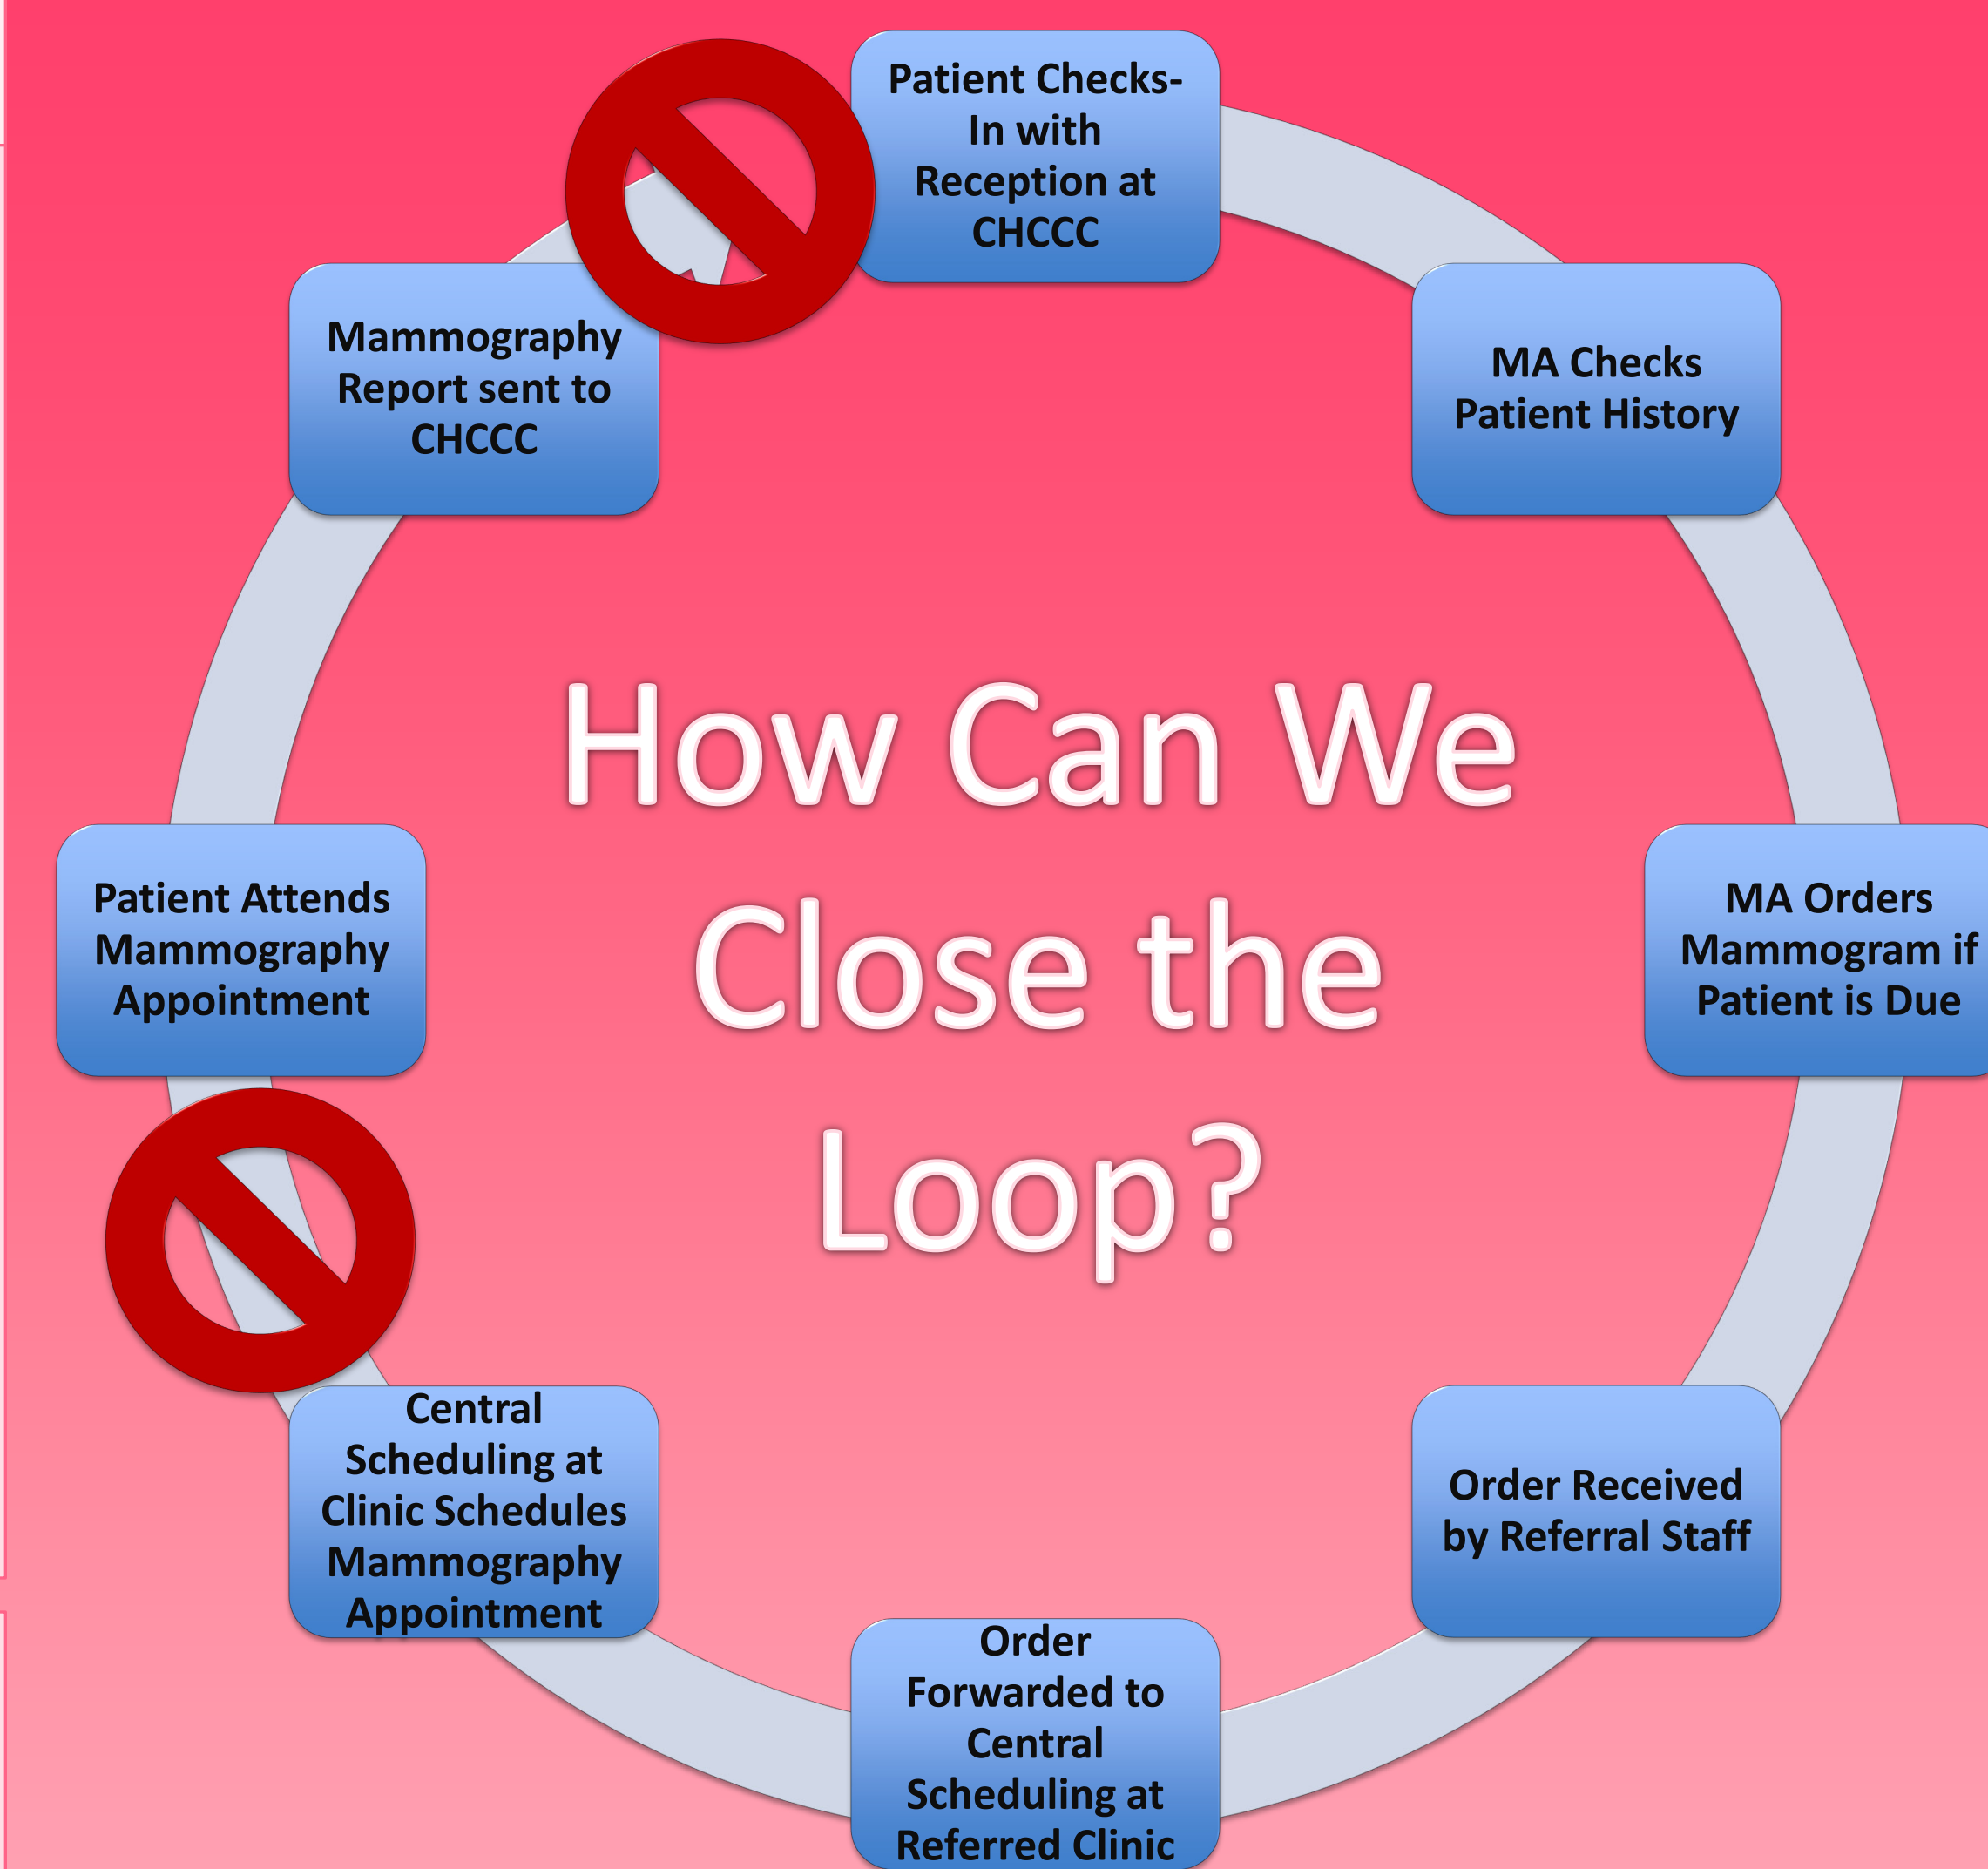 Patient Checks-
In with
Reception at
CHCCC
MA Checks
Patient History
MA Orders
Mammogram if
Patient is Due
Order Received
by Referral Staff
Order
Forwarded to
Central
Scheduling at
Referred Clinic
Central
Scheduling at
Clinic Schedules
Mammography
Appointment
Patient Attends
Mammography
Appointment
Mammography
Report sent to
CHCCC
How Can We
Close the
Loop?